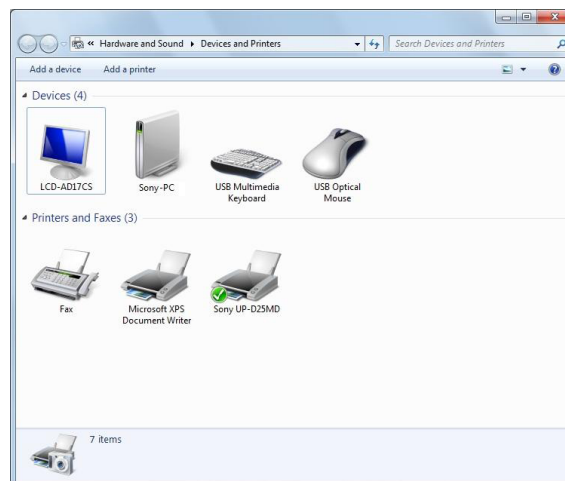 « Hardware and Sound ▸ Devices and Printers
Search Devices and Printers
Add a device Add a printer
Devices (4)
LCD-AD17CS
Sony-PC
USB Multimedia
Keyboard
USB Optical
Mouse
Printers and Faxes (3)
Fax
Microsoft XPS
Document Writer
Sony UP-D25MD
7 items